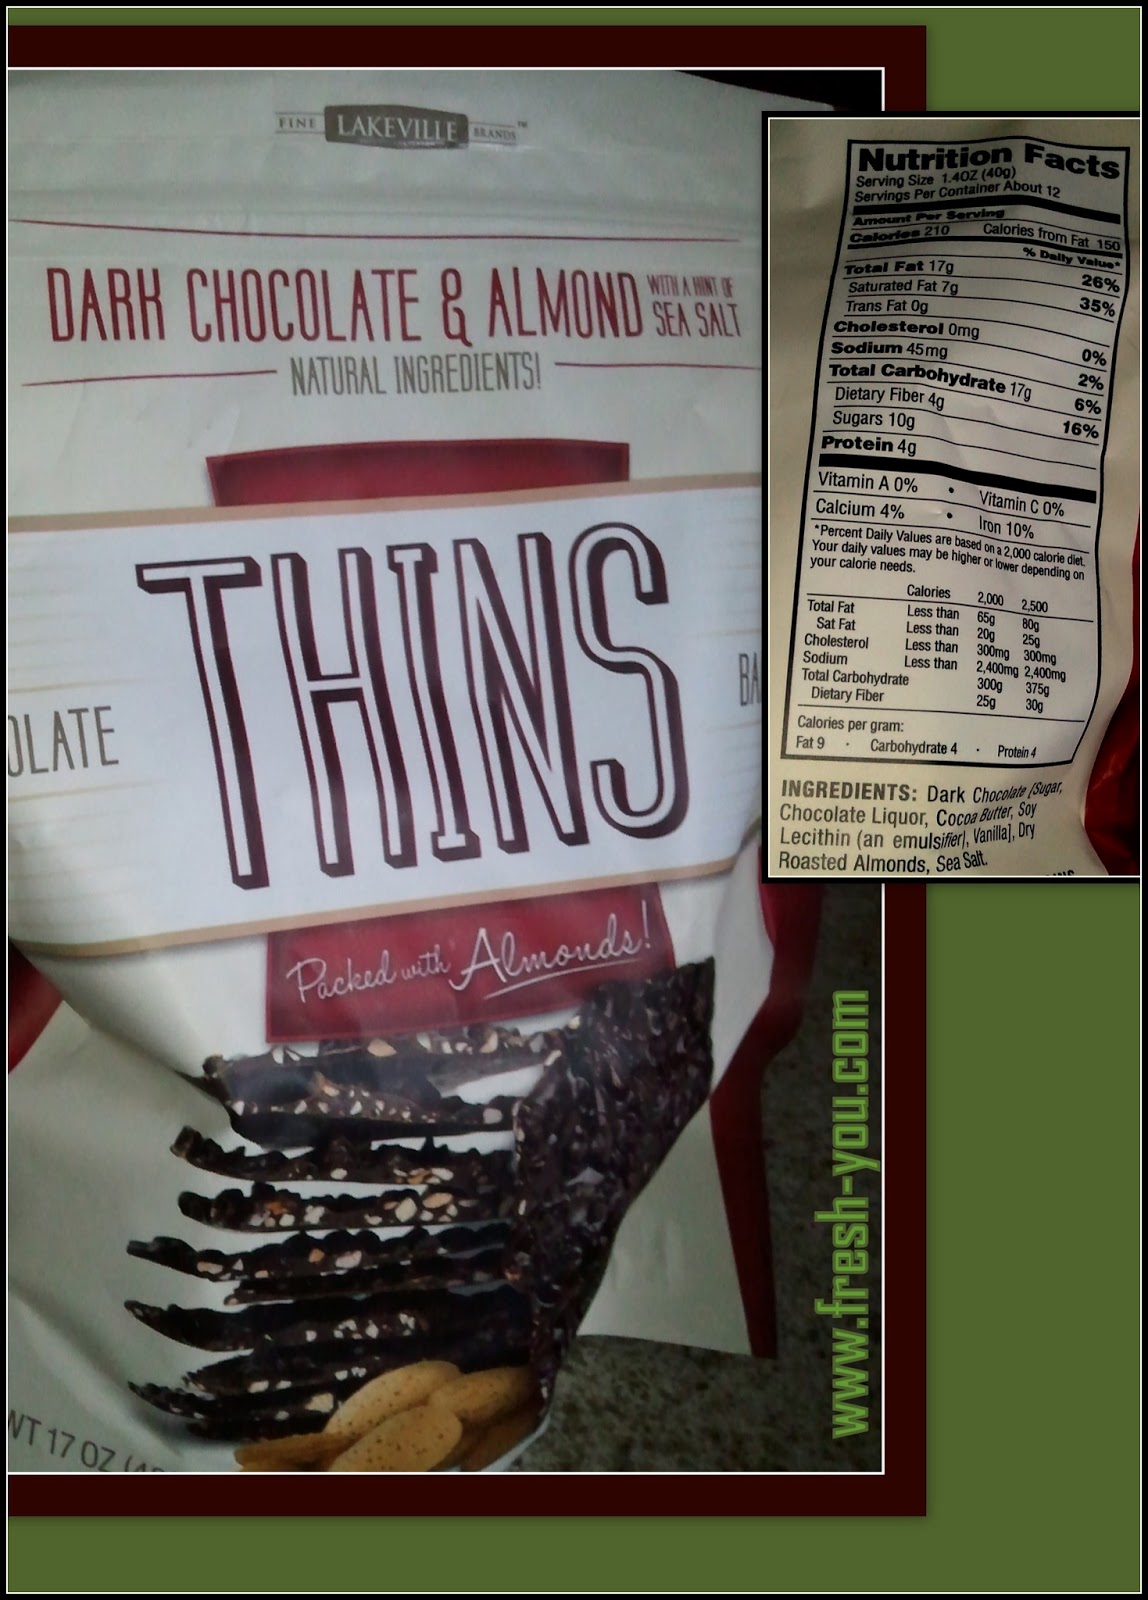 FINE LAKEVILLE BRANDS™
DARK CHOCOLATE & ALMOND WITH A HINT OF SEA SALT
NATURAL INGREDIENTS!
THINS
OLATE
BA
Packed with Almonds!
WT 17 OZ
www.fresh-you.com
Nutrition Facts
Serving Size 1.4OZ (40g)
Servings Per Container About 12
Amount Per Serving
Calories 210 Calories from Fat 150
% Daily Value*
Total Fat 17g 26%
Saturated Fat 7g 35%
Trans Fat 0g
Cholesterol 0mg 0%
Sodium 45mg 2%
Total Carbohydrate 17g 6%
Dietary Fiber 4g 16%
Sugars 10g
Protein 4g
Vitamin A 0% • Vitamin C 0%
Calcium 4% • Iron 10%
*Percent Daily Values are based on a 2,000 calorie diet.
Your daily values may be higher or lower depending on
your calorie needs.
Calories 2,000 2,500
Total Fat Less than 65g 80g
Sat Fat Less than 20g 25g
Cholesterol Less than 300mg 300mg
Sodium Less than 2,400mg 2,400mg
Total Carbohydrate 300g 375g
Dietary Fiber 25g 30g
Calories per gram:
Fat 9 · Carbohydrate 4 · Protein 4
INGREDIENTS: Dark Chocolate [Sugar,
Chocolate Liquor, Cocoa Butter, Soy
Lecithin (an emulsifier), Vanilla], Dry
Roasted Almonds, Sea Salt.